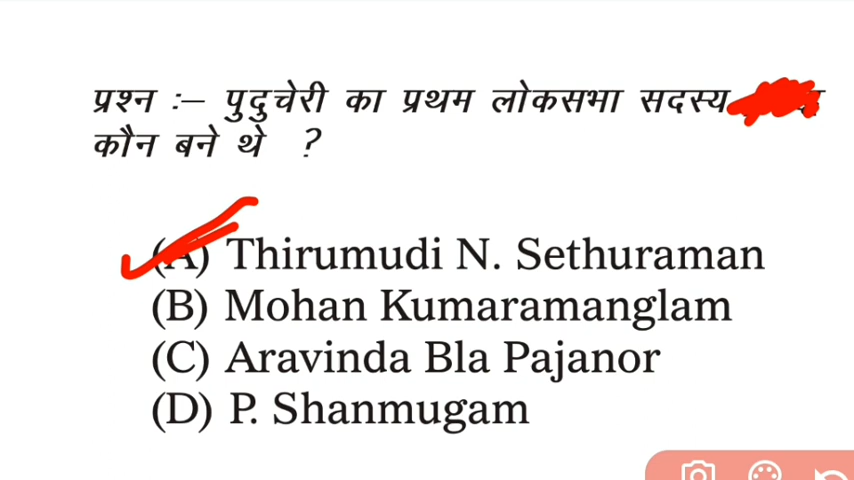 प्रश्न :– पुदुचेरी का प्रथम लोकसभा सदस्य
कौन बने थे ?
(A) Thirumudi N. Sethuraman
(B) Mohan Kumaramanglam
(C) Aravinda Bla Pajanor
(D) P. Shanmugam